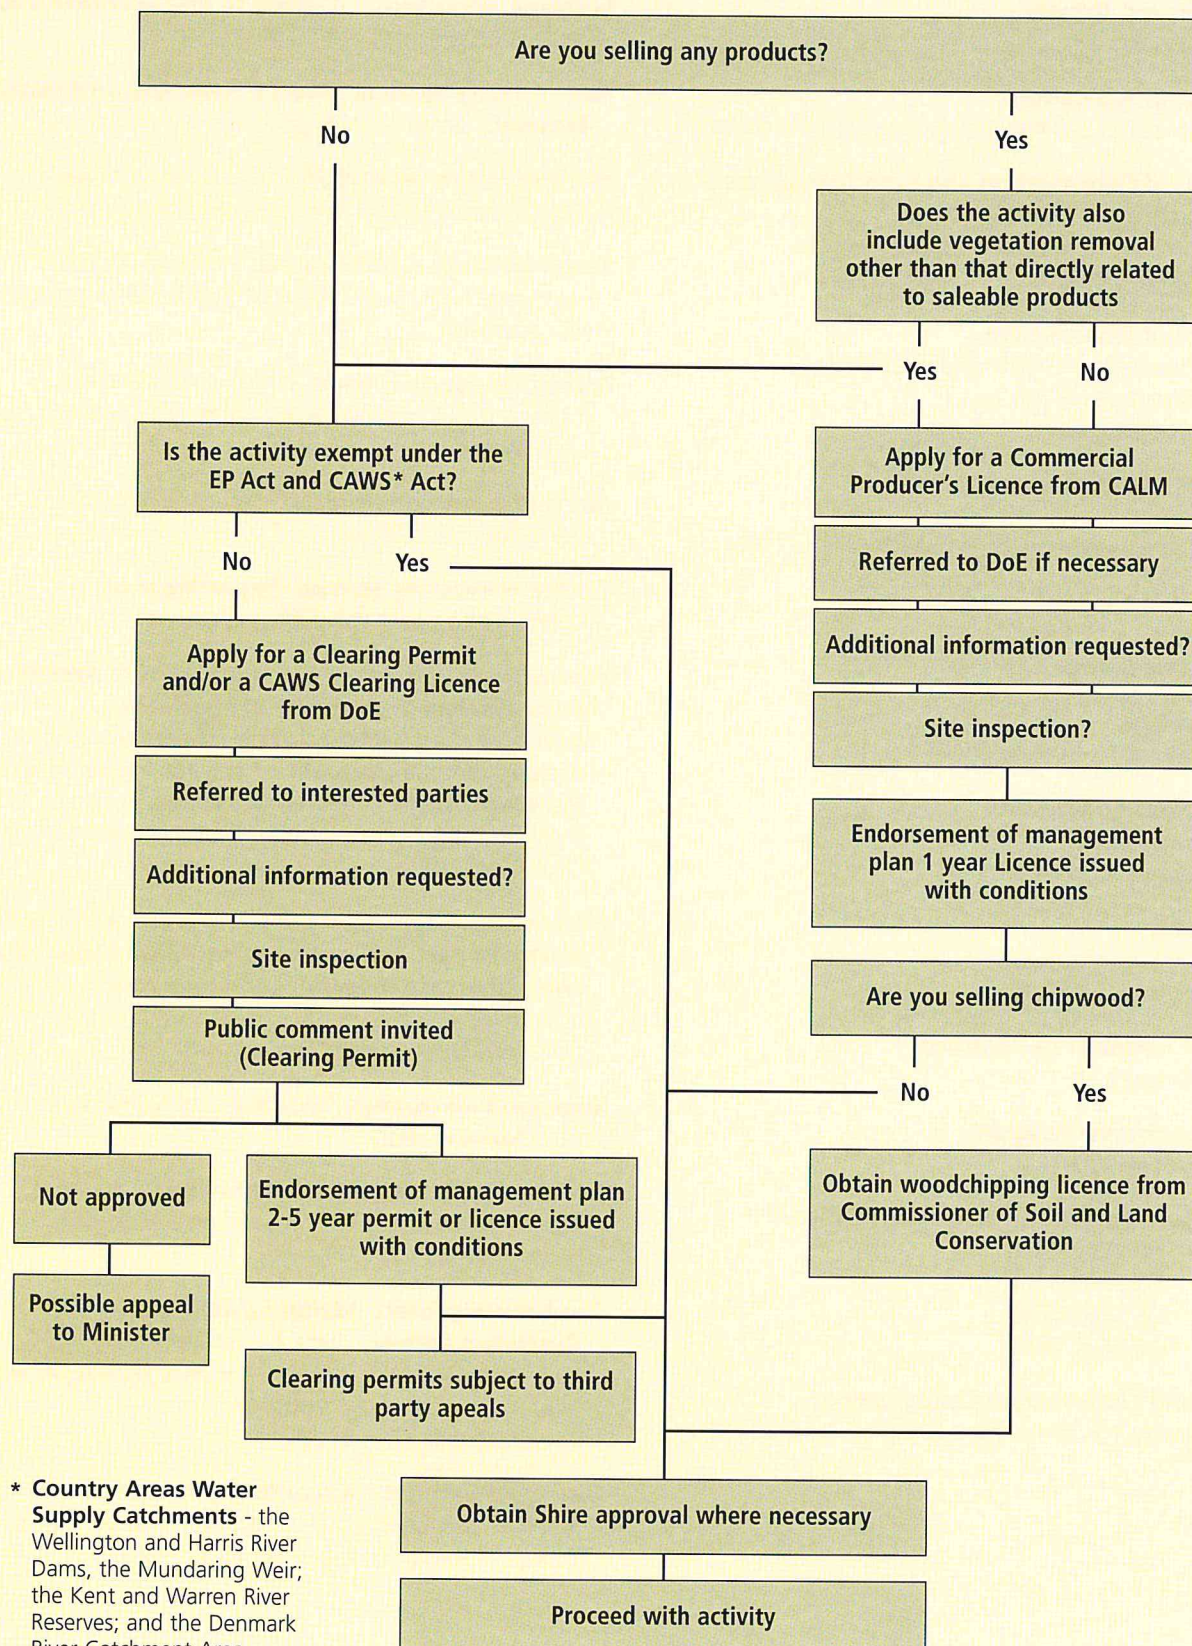 Are you selling any products?
No
Yes
Does the activity also
include vegetation removal
other than that directly related
to saleable products
Yes
No
Is the activity exempt under the
EP Act and CAWS* Act?
No
Yes
Apply for a Commercial
Producer's Licence from CALM
Referred to DoE if necessary
Additional information requested?
Site inspection?
Apply for a Clearing Permit
and/or a CAWS Clearing Licence
from DoE
Referred to interested parties
Additional information requested?
Site inspection
Public comment invited
(Clearing Permit)
Endorsement of management
plan 1 year Licence issued
with conditions
Are you selling chipwood?
No
Yes
Not approved
Endorsement of management plan
2-5 year permit or licence issued
with conditions
Obtain woodchipping licence from
Commissioner of Soil and Land
Conservation
Possible appeal
to Minister
Clearing permits subject to third
party apeals
* Country Areas Water
Supply Catchments - the
Wellington and Harris River
Dams, the Mundaring Weir;
the Kent and Warren River
Reserves; and the Denmark
River Catchment Area
Obtain Shire approval where necessary
Proceed with activity